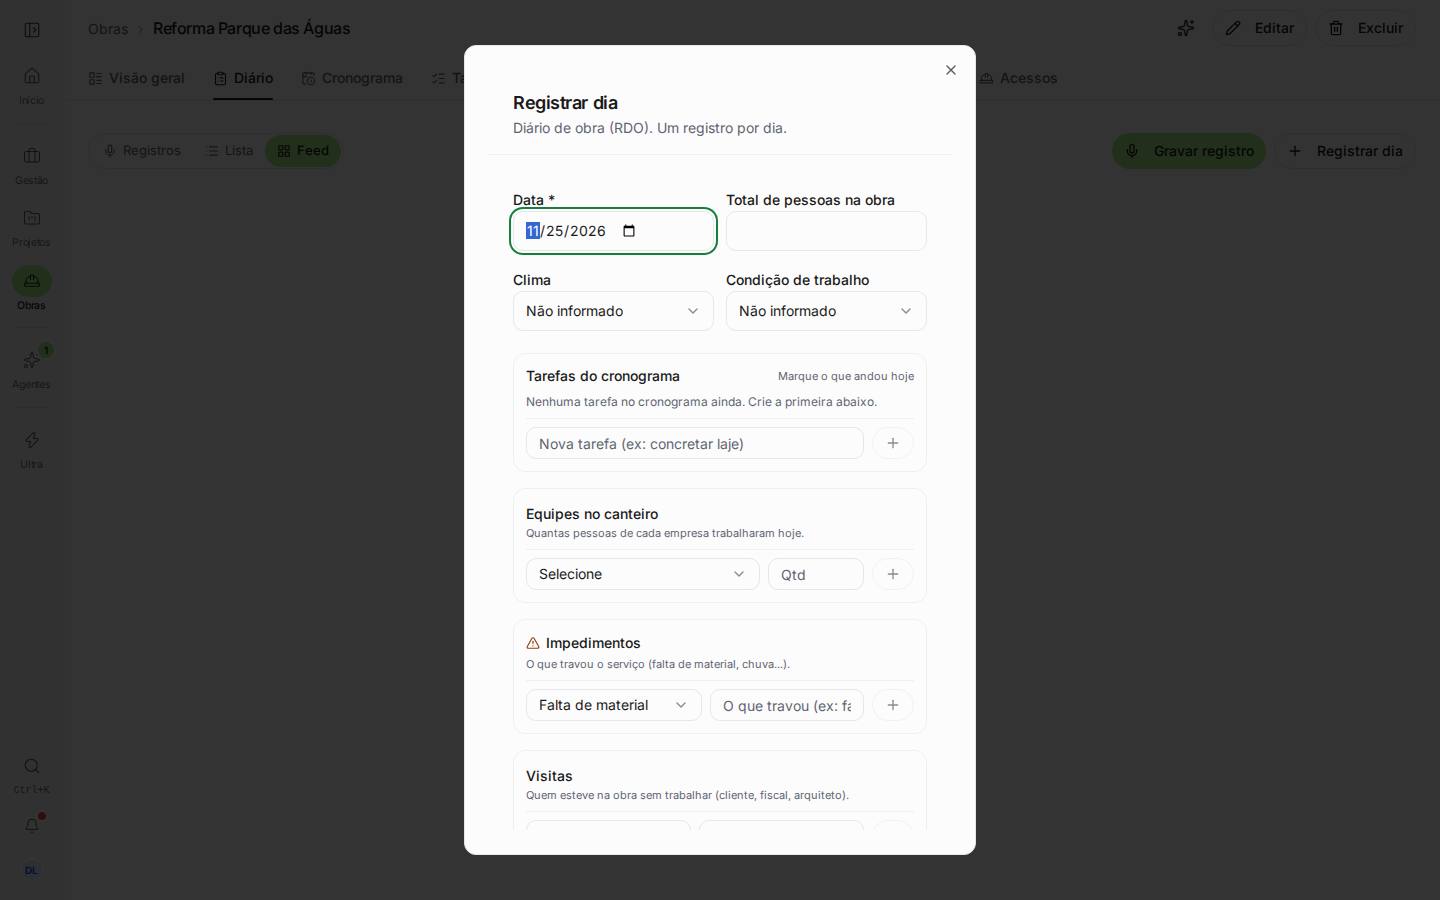 Obras
Reforma Parque das Águas
Editar
Excluir
Visão geral
Diário
Cronograma
Ta
Acessos
Registros
Lista
Feed
Gravar registro
Registrar dia
Início
Gestão
Projetos
Obras
1
Agentes
Ultra
Ctrl+K
DL
Registrar dia
Diário de obra (RDO). Um registro por dia.
Data *
Total de pessoas na obra
11/25/2026
Clima
Condição de trabalho
Não informado
Não informado
Tarefas do cronograma
Marque o que andou hoje
Nenhuma tarefa no cronograma ainda. Crie a primeira abaixo.
Nova tarefa (ex: concretar laje)
Equipes no canteiro
Quantas pessoas de cada empresa trabalharam hoje.
Selecione
Qtd
Impedimentos
O que travou o serviço (falta de material, chuva...).
Falta de material
O que travou (ex: fa
Visitas
Quem esteve na obra sem trabalhar (cliente, fiscal, arquiteto).